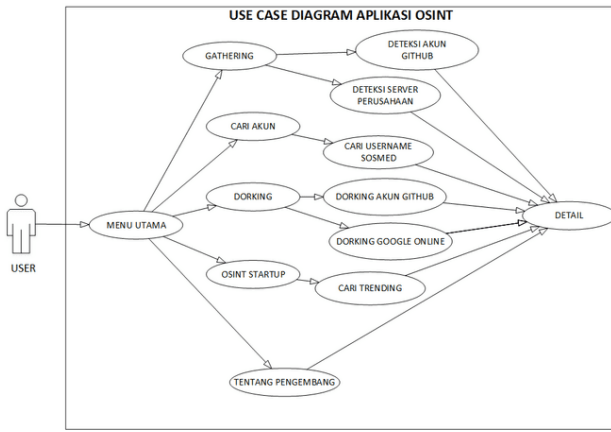 USE CASE DIAGRAM APLIKASI OSINT
GATHERING
DETEKSI AKUN
GITHUB
DETEKSI SERVER
PERUSAHAAN
CARI AKUN
CARI USERNAME
SOSMED
DORKING
DORKING AKUN GITHUB
DETAIL
MENU UTAMA
DORKING GOOGLE ONLINE
USER
OSINT STARTUP
CARI TRENDING
TENTANG PENGEMBANG